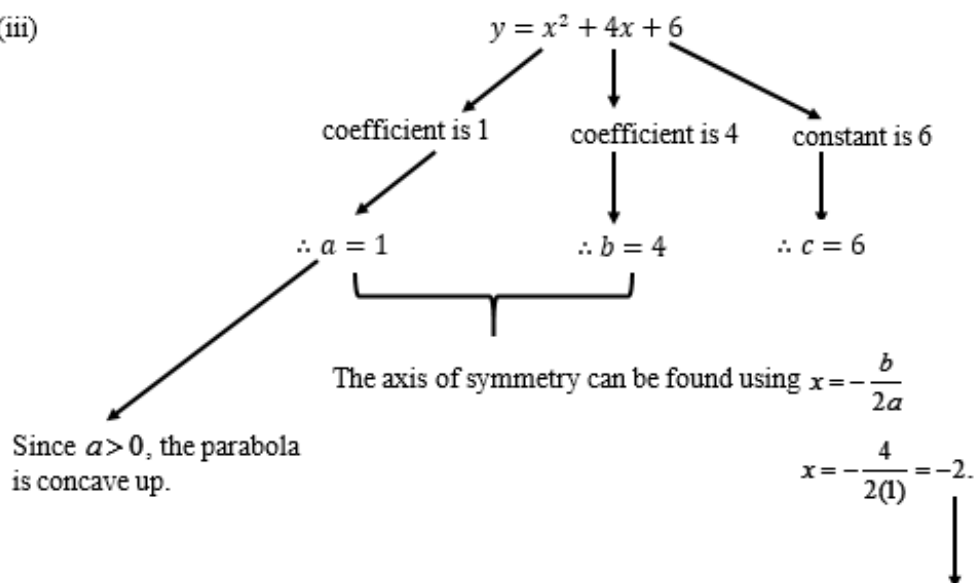 (iii)
y = x² + 4x + 6
coefficient is 1
coefficient is 4
constant is 6
∴ a = 1
∴ b = 4
∴ c = 6
The axis of symmetry can be found using x = -b/2a
Since a > 0, the parabola
is concave up.
x = -4/2(1) = -2.